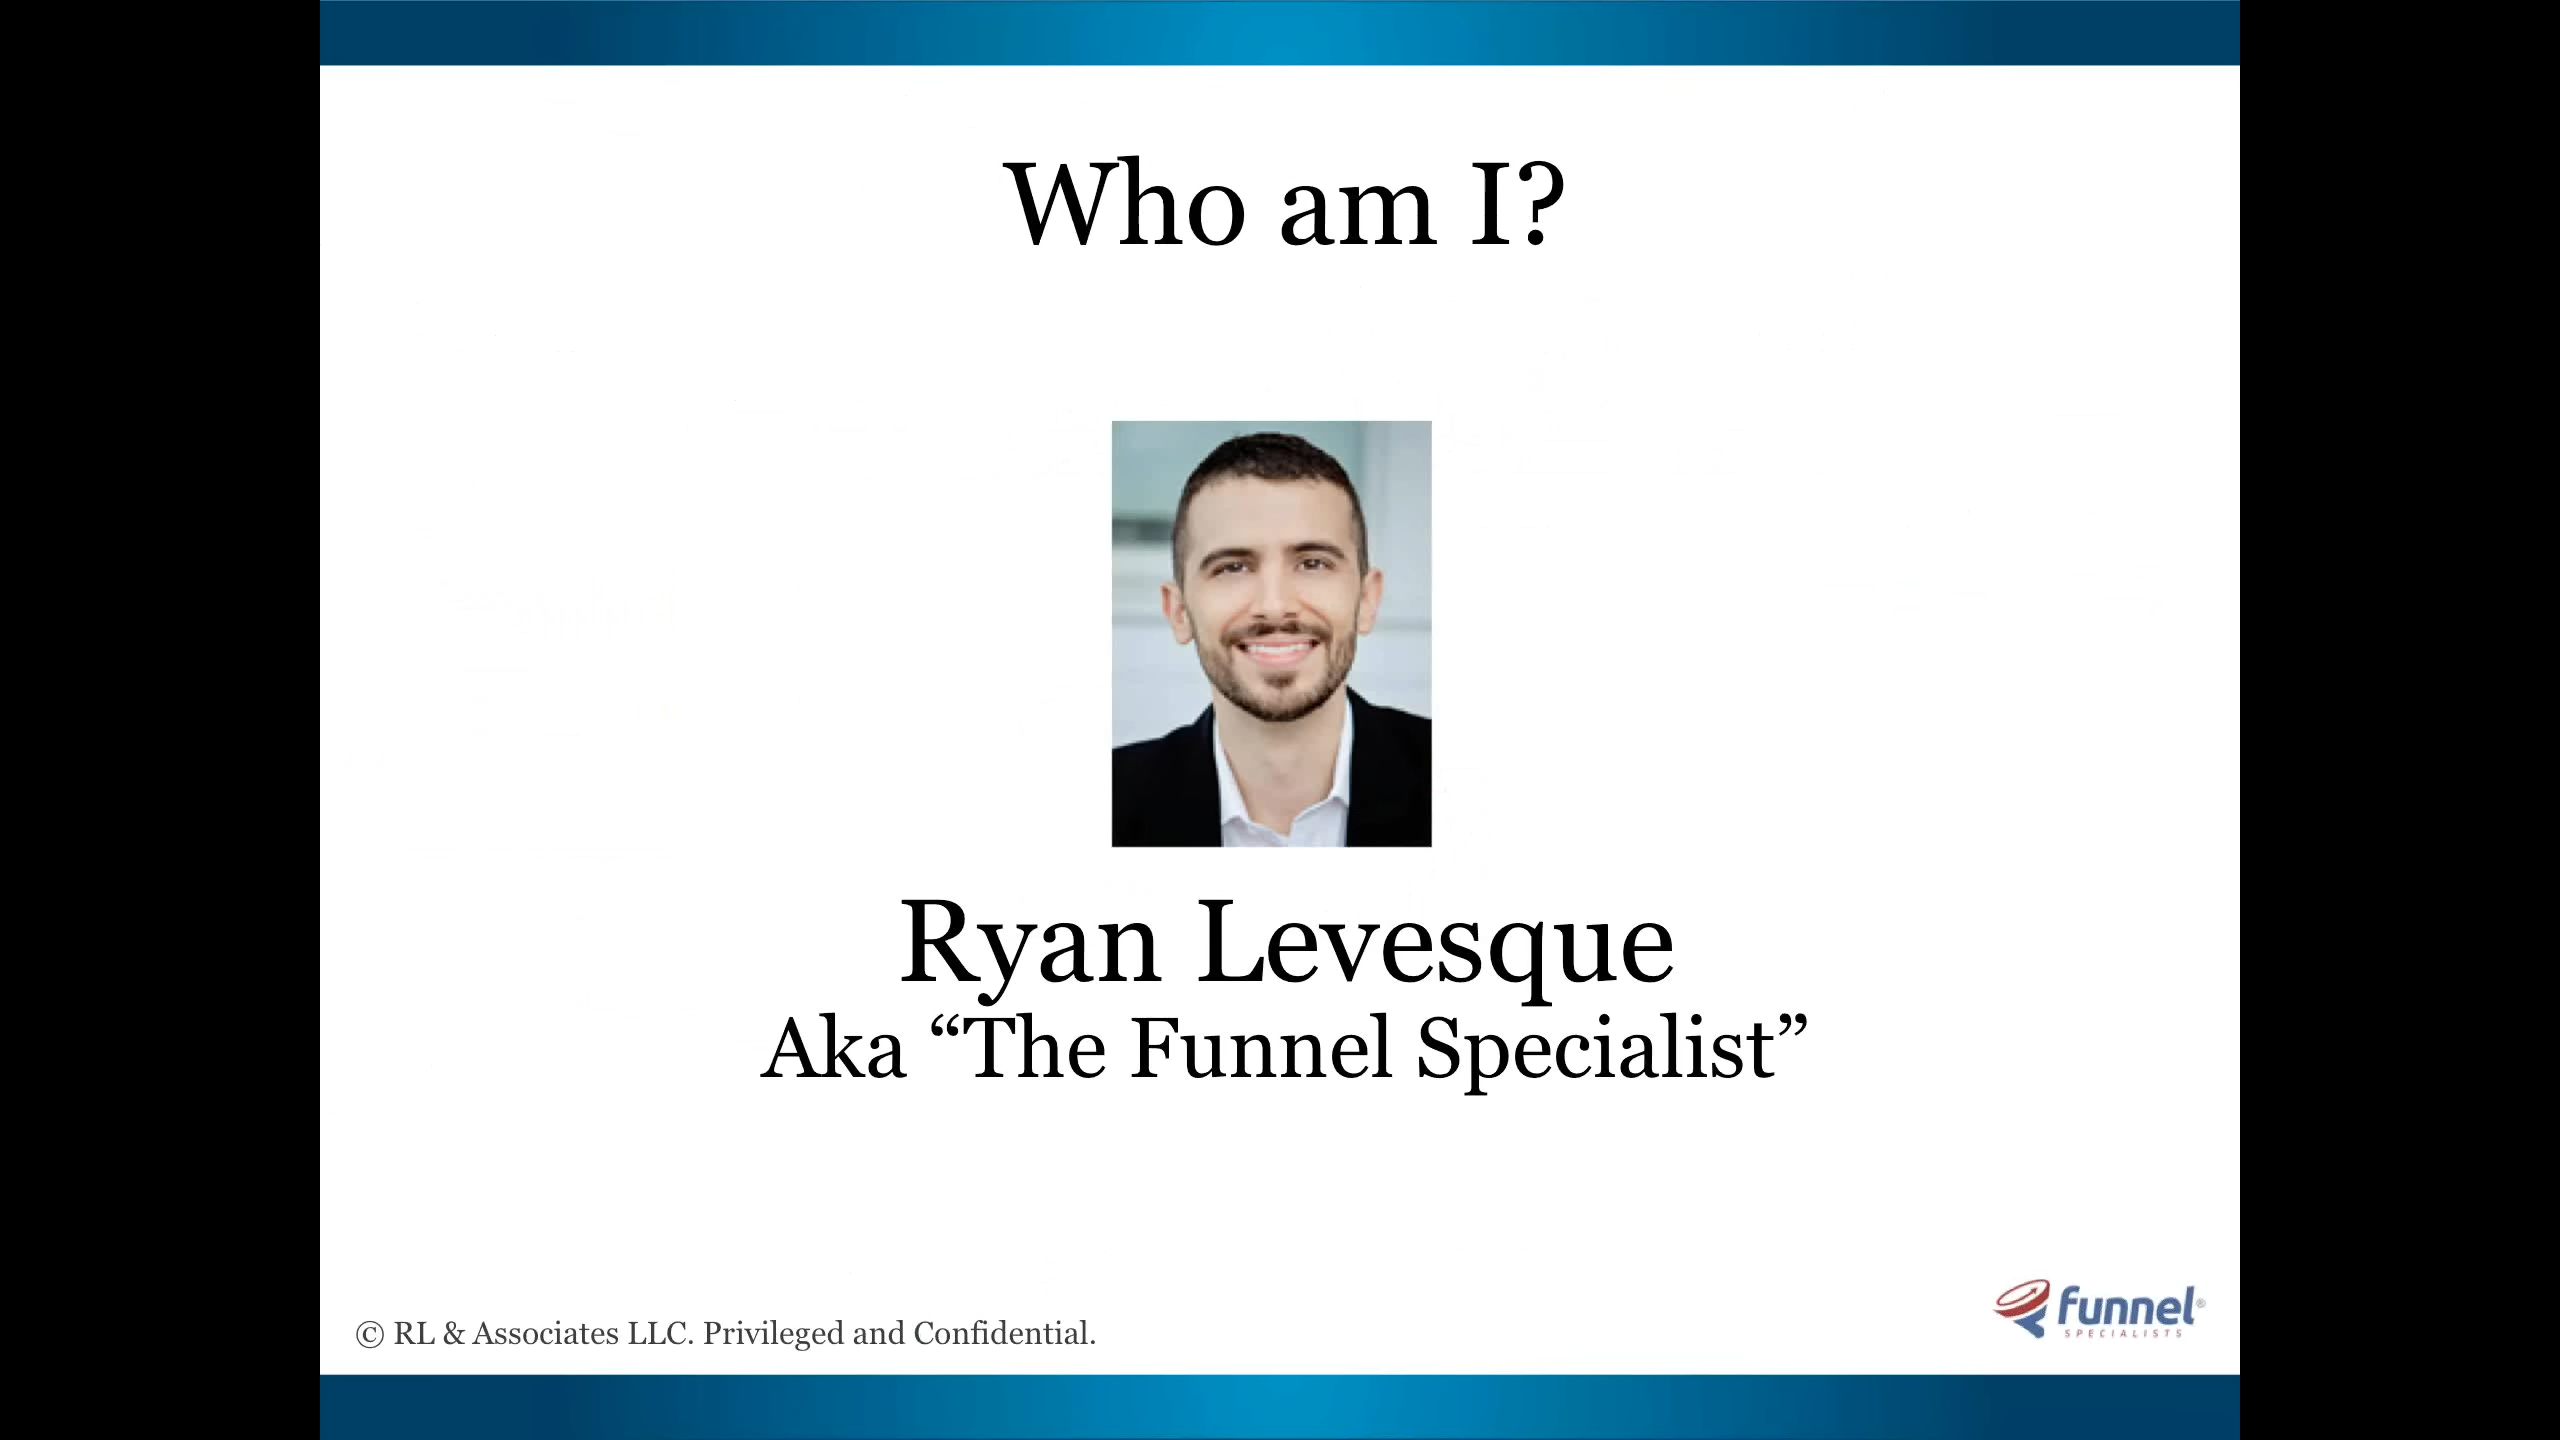 Who am I?
Ryan Levesque
Aka “The Funnel Specialist”
© RL & Associates LLC. Privileged and Confidential.
funnel®
SPECIALISTS